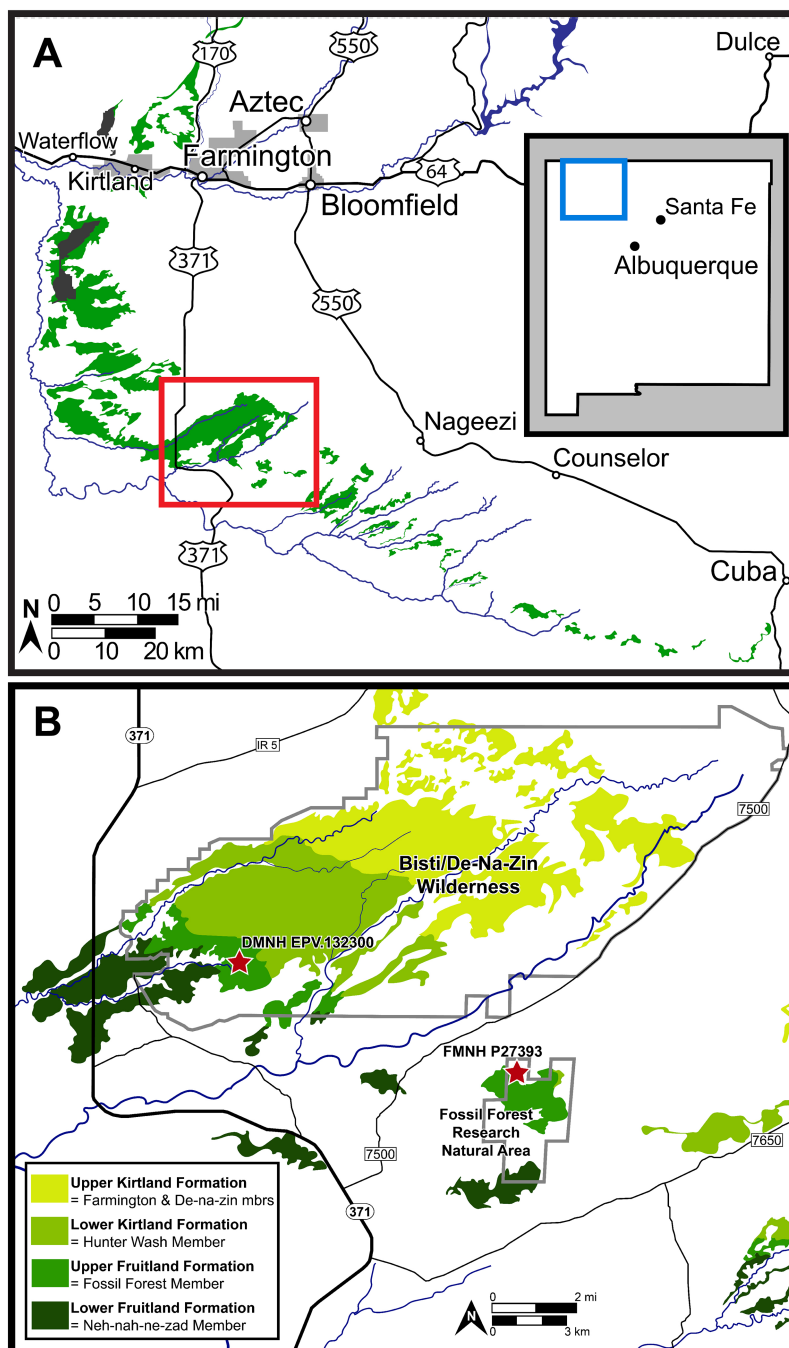 A
170
550
Dulce
Aztec
Waterflow
Farmington
Kirtland
64
Bloomfield
Santa Fe
Albuquerque
371
550
Nageezi
Counselor
371
Cuba
N
0 5 10 15 mi
0 10 20 km
B
371
IR 5
7500
Bisti/De-Na-Zin
Wilderness
DMNH EPV.132300
FMNH P27393
Fossil Forest
Research
Natural Area
7500
7650
371
Upper Kirtland Formation
= Farmington & De-na-zin mbrs
Lower Kirtland Formation
= Hunter Wash Member
Upper Fruitland Formation
= Fossil Forest Member
Lower Fruitland Formation
= Neh-nah-ne-zad Member
0 2 mi
N
0 3 km